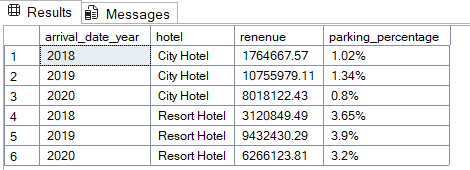 Results Messages
arrival_date_year hotel renenue parking_percentage
1 2018 City Hotel 1764667.57 1.02%
2 2019 City Hotel 10755979.11 1.34%
3 2020 City Hotel 8018122.43 0.8%
4 2018 Resort Hotel 3120849.49 3.65%
5 2019 Resort Hotel 9432430.29 3.9%
6 2020 Resort Hotel 6266123.81 3.2%